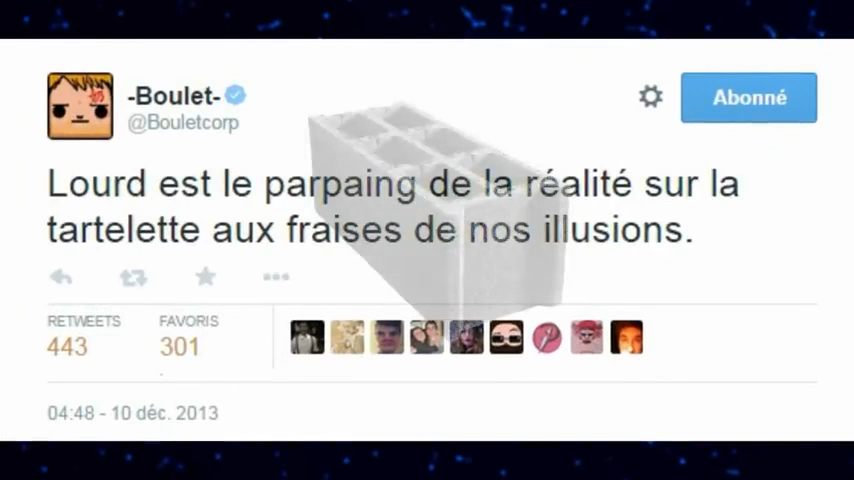 -Boulet-
@Bouletcorp
Abonné
Lourd est le parpaing de la réalité sur la
tartelette aux fraises de nos illusions.
RETWEETS
443
FAVORIS
301
04:48 - 10 déc. 2013